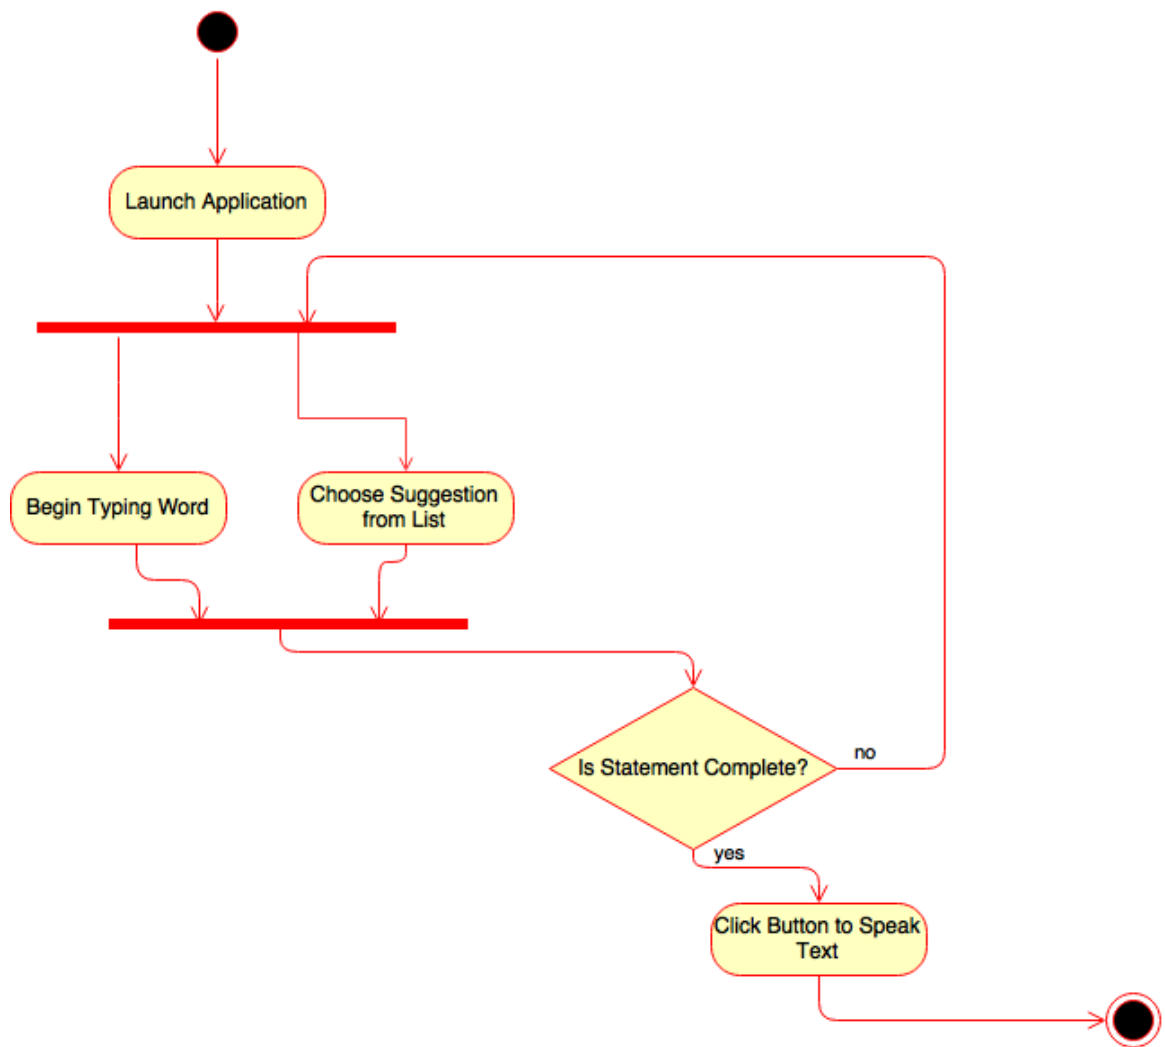 Launch Application
Begin Typing Word
Choose Suggestion
from List
Is Statement Complete?
no
yes
Click Button to Speak
Text